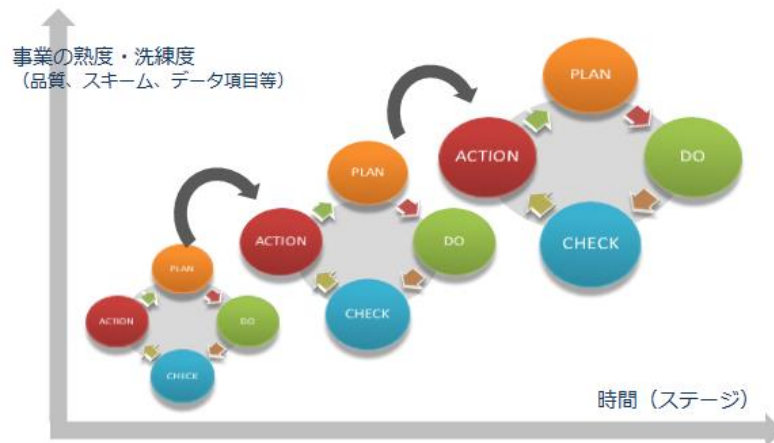 事業の熟度・洗練度
（品質、スキーム、データ項目等）
PLAN
ACTION
DO
CHECK
PLAN
ACTION
DO
CHECK
PLAN
ACTION
DO
CHECK
時間（ステージ）